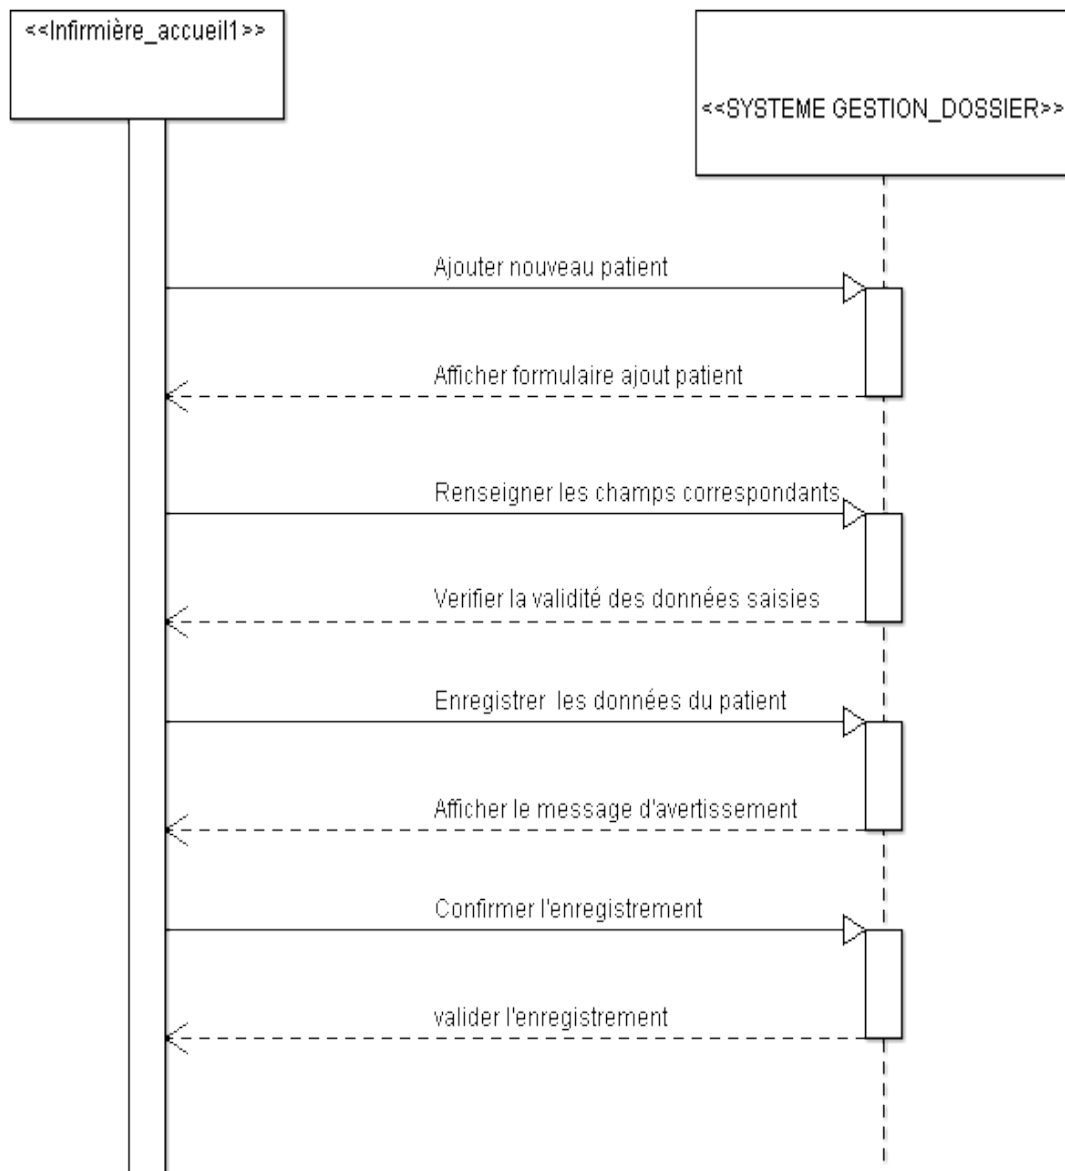 <<Infirmière_accueil1>>
<<SYSTEME GESTION_DOSSIER>>
Ajouter nouveau patient
Afficher formulaire ajout patient
Renseigner les champs correspondants
Verifier la validité des données saisies
Enregistrer les données du patient
Afficher le message d'avertissement
Confirmer l'enregistrement
valider l'enregistrement